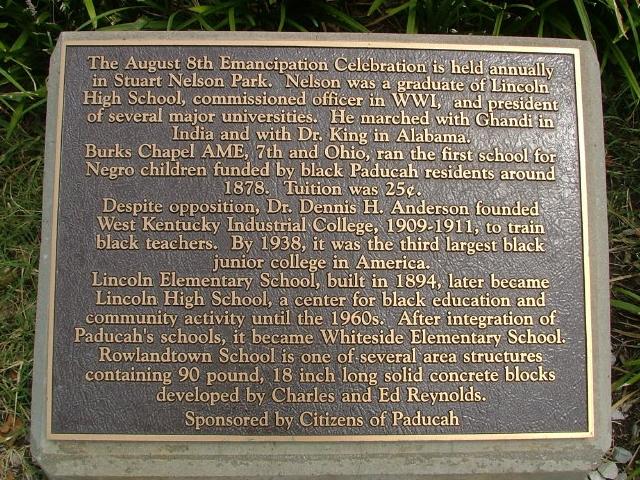 The August 8th Emancipation Celebration is held annually
in Stuart Nelson Park. Nelson was a graduate of Lincoln
High School, commissioned officer in WWI, and president
of several major universities. He marched with Ghandi in
India and with Dr. King in Alabama.
Burks Chapel AME, 7th and Ohio, ran the first school for
Negro children funded by black Paducah residents around
1878. Tuition was 25¢.
Despite opposition, Dr. Dennis H. Anderson founded
West Kentucky Industrial College, 1909-1911, to train
black teachers. By 1938, it was the third largest black
junior college in America.
Lincoln Elementary School, built in 1894, later became
Lincoln High School, a center for black education and
community activity until the 1960s. After integration of
Paducah's schools, it became Whiteside Elementary School.
Rowlandtown School is one of several area structures
containing 90 pound, 18 inch long solid concrete blocks
developed by Charles and Ed Reynolds.
Sponsored by Citizens of Paducah